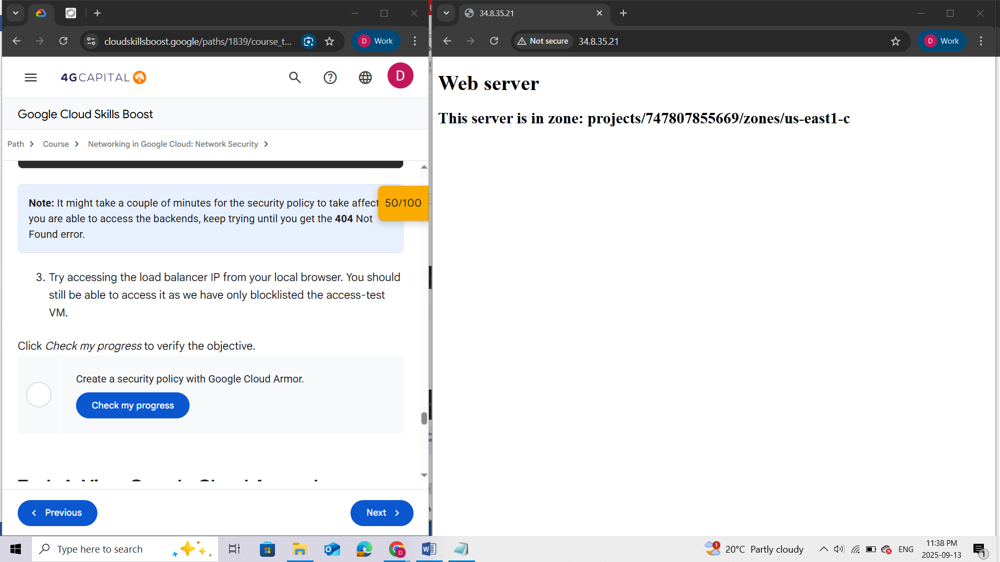 cloudskillsboost.google/paths/1839/course_t...
D Work
4GCAPITAL
D
Google Cloud Skills Boost
Path > Course > Networking in Google Cloud: Network Security >
Note: It might take a couple of minutes for the security policy to take affect
you are able to access the backends, keep trying until you get the 404 Not
Found error.
50/100
3. Try accessing the load balancer IP from your local browser. You should
still be able to access it as we have only blocklisted the access-test
VM.
Click Check my progress to verify the objective.
Create a security policy with Google Cloud Armor.
Check my progress
Previous
Next
34.8.35.21
Not secure 34.8.35.21
D Work
Web server
This server is in zone: projects/747807855669/zones/us-east1-c
Type here to search
1
20°C Partly cloudy
ENG
11:38 PM
2025-09-13
1